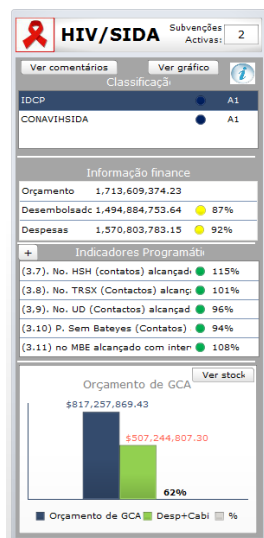 HIV/SIDA
Subvenções
Activas: 2
Ver comentários Ver gráfico
Classificaçã
IDCP A1
CONAVIHSIDA A1
Informação finance
Orçamento 1,713,609,374.23
Desembolsadc 1,494,884,753.64 87%
Despesas 1,570,803,783.15 92%
+ Indicadores Programáti
(3.7). No. HSH (contatos) alcançad 115%
(3.8). No. TRSX (Contactos) alcanç 101%
(3,9). No. UD (Contactos) alcançad 96%
(3.10) P. Sem Bateyes (Contatos) 94%
(3.11) no MBE alcançado com inter 108%
Ver stock
Orçamento de GCA
$817,257,869.43
$507,244,807.30
62%
Orçamento de GCA Desp+Cabi %